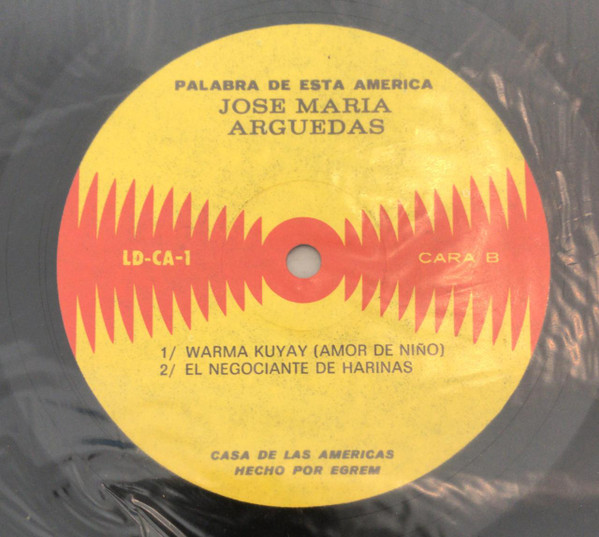 PALABRA DE ESTA AMERICA
JOSE MARIA
ARGUEDAS
LD-CA-1
CARA B
1/ WARMA KUYAY (AMOR DE NIÑO)
2/ EL NEGOCIANTE DE HARINAS
CASA DE LAS AMERICAS
HECHO POR EGREM